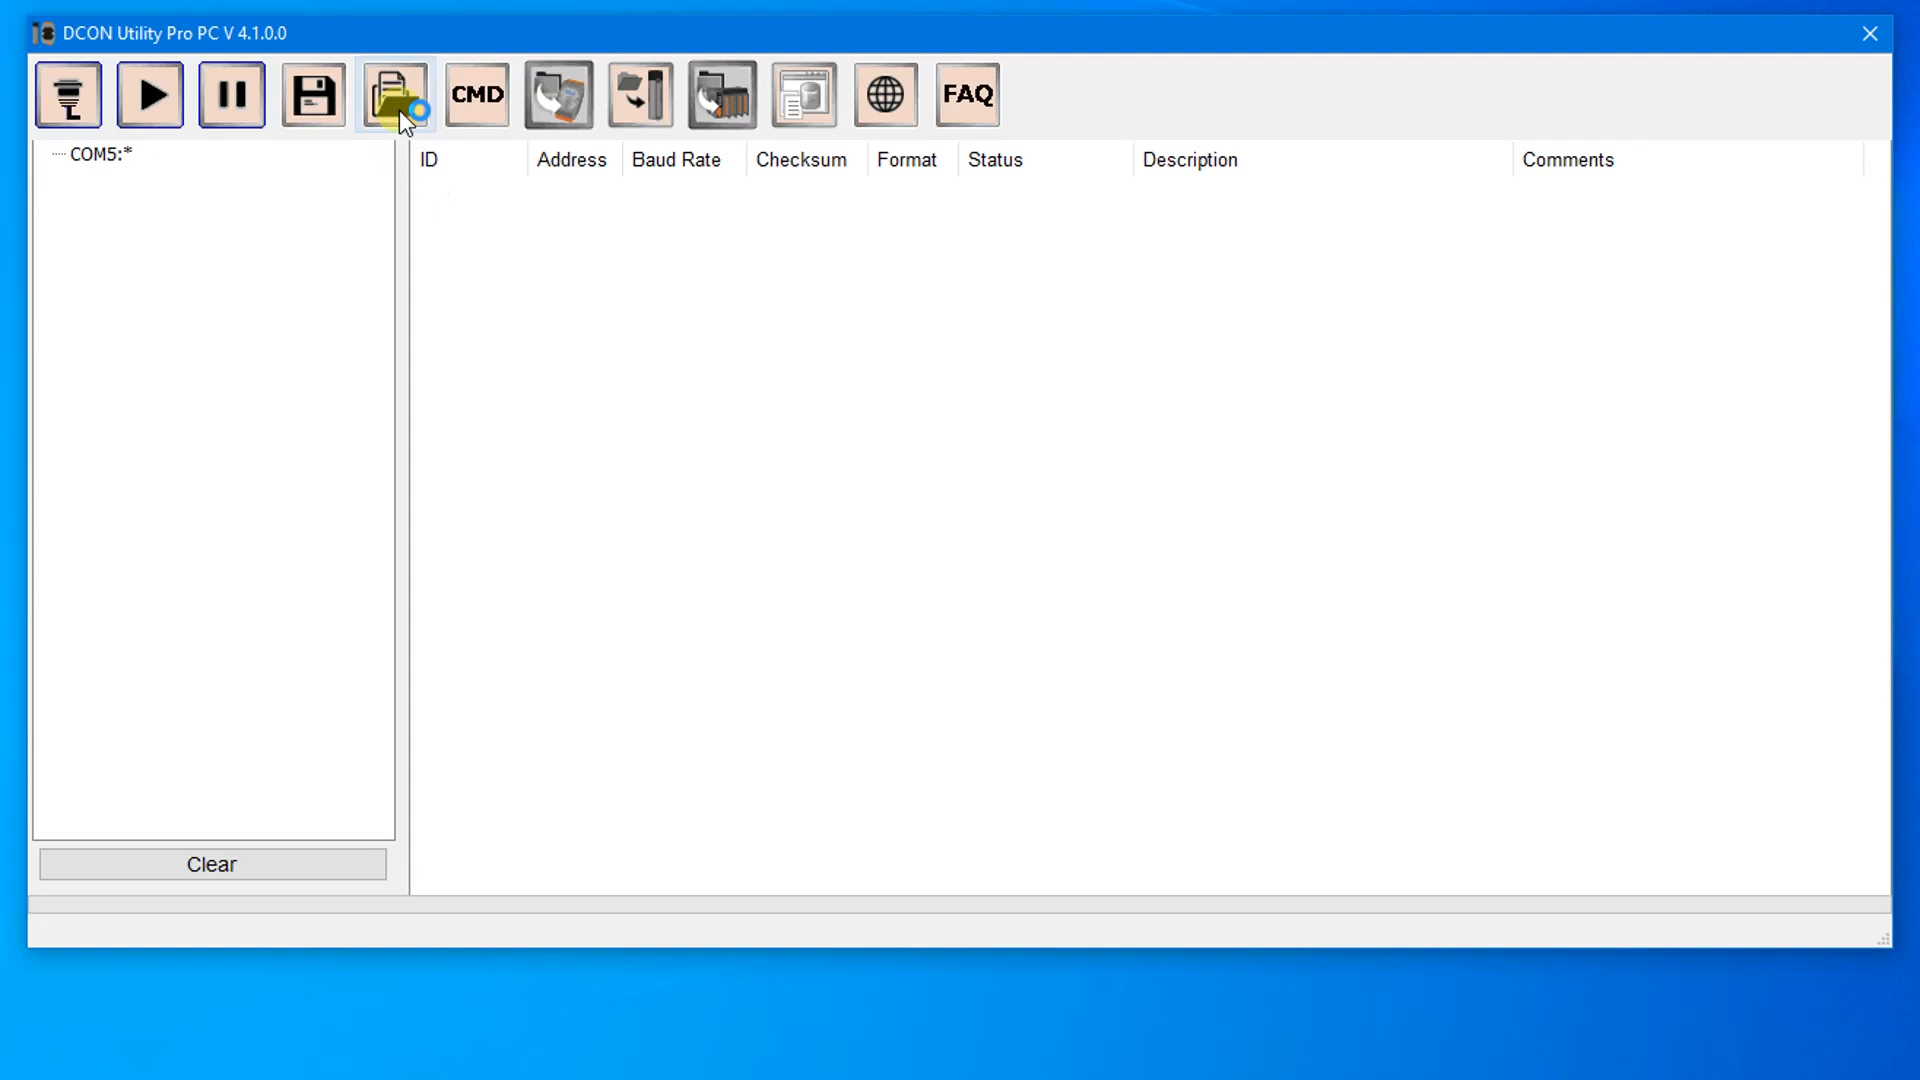 DCON Utility Pro PC V 4.1.0.0
CMD
FAQ
COM5:*
ID Address Baud Rate Checksum Format Status Description Comments
Clear